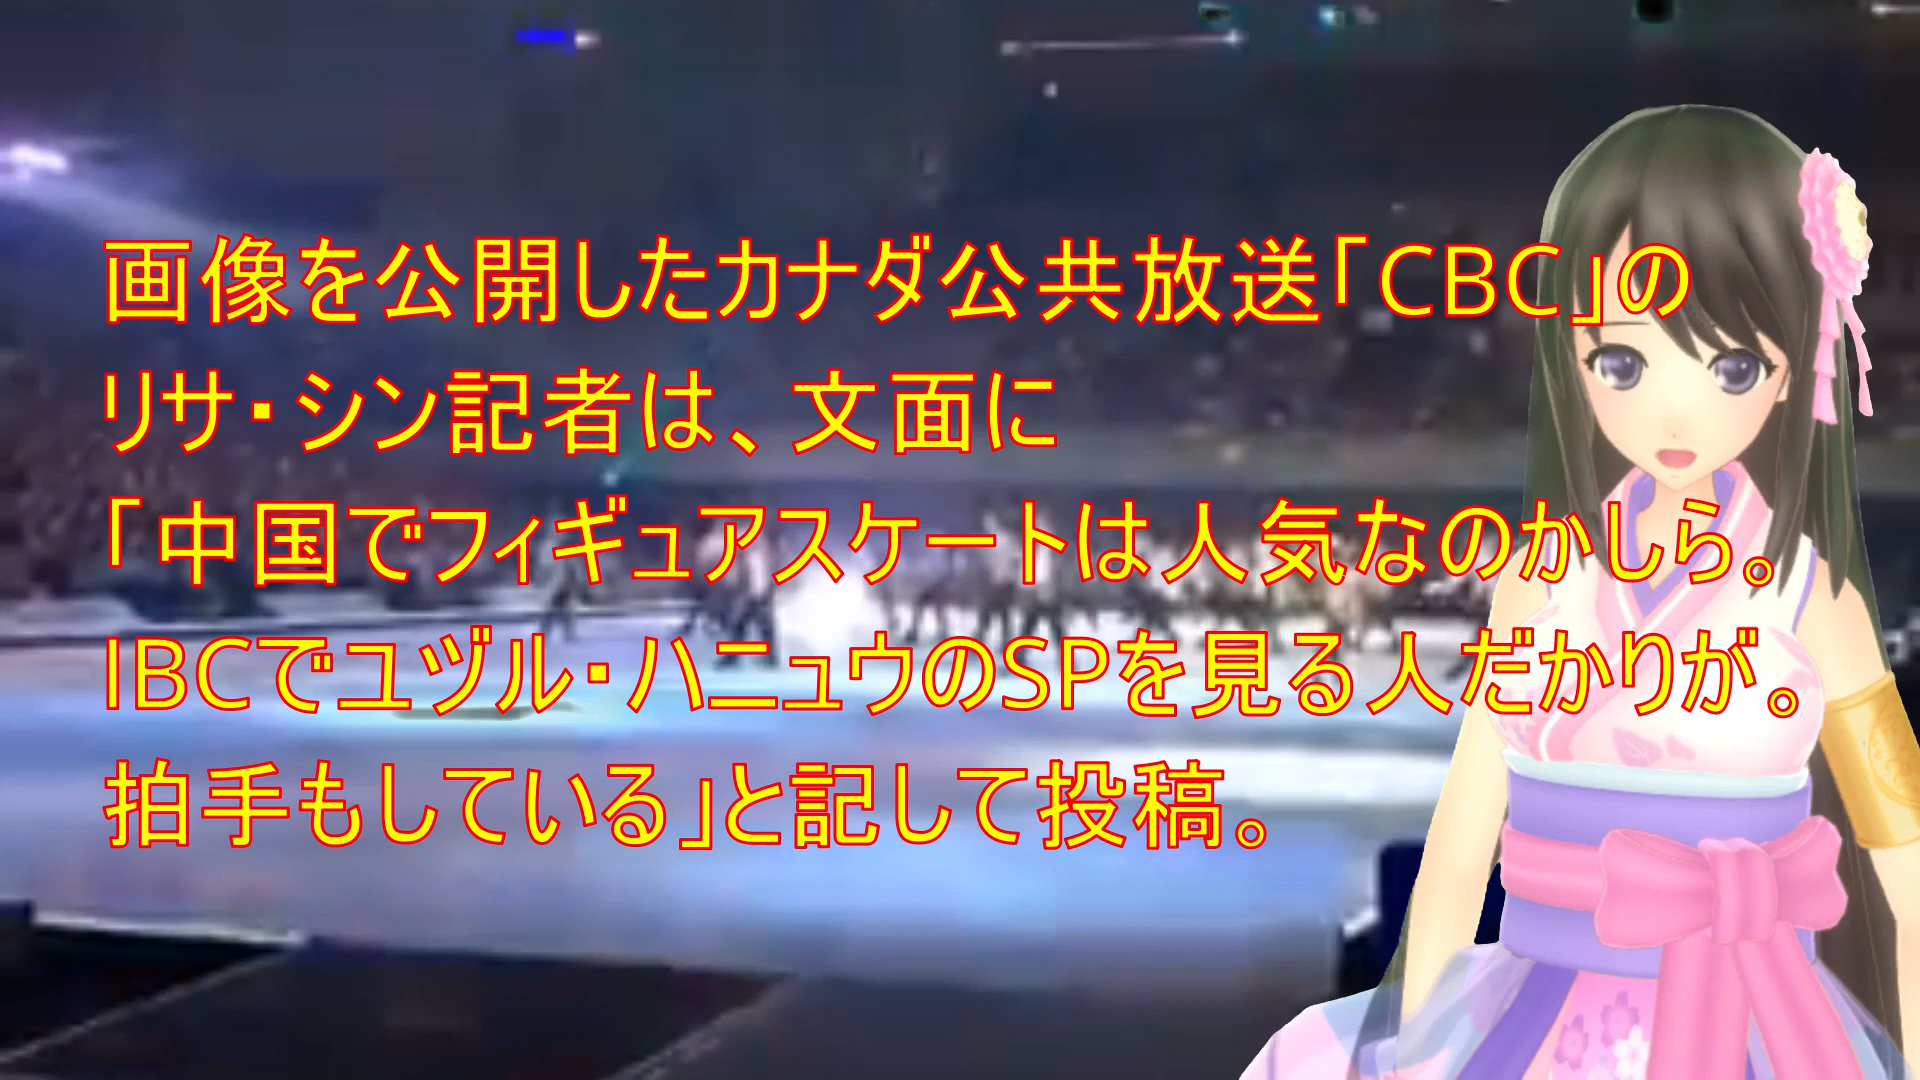 画像を公開したカナダ公共放送「CBC」の
リサ・シン記者は、文面に
「中国でフィギュアスケートは人気なのかしら。
IBCでユヅル・ハニュウのSPを見る人だかりが。
拍手もしている」と記して投稿。